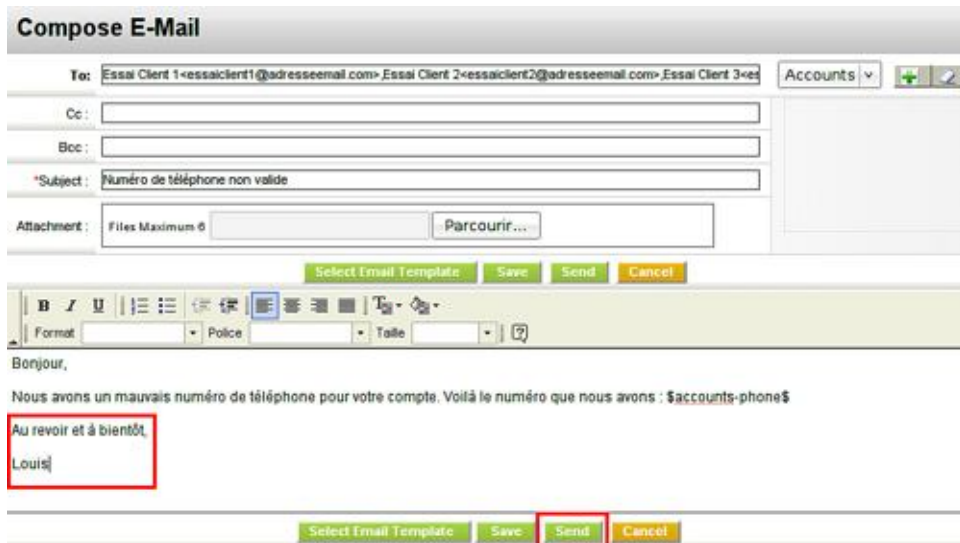 Compose E-Mail
To: Essai Client 1<essaiclient1@adresseemail.com>,Essai Client 2<essaiclient2@adresseemail.com>,Essai Client 3<es Accounts
Cc :
Bcc :
*Subject : Numéro de téléphone non valide
Attachment : Files Maximum 6 Parcourir...
Select Email Template Save Send Cancel
B I U
Format Police Taille
Bonjour,
Nous avons un mauvais numéro de téléphone pour votre compte. Voilà le numéro que nous avons : $accounts-phone$
Au revoir et à bientôt,
Louis
Select Email Template Save Send Cancel